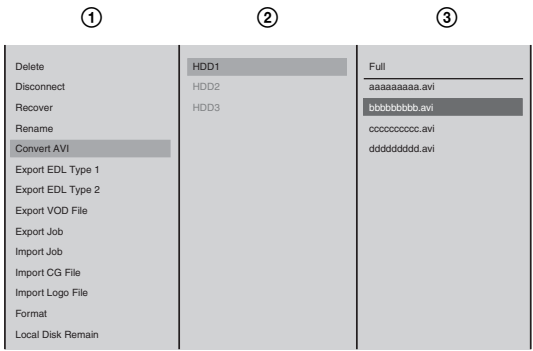 1 2 3
Delete
Disconnect
Recover
Rename
Convert AVI
Export EDL Type 1
Export EDL Type 2
Export VOD File
Export Job
Import Job
Import CG File
Import Logo File
Format
Local Disk Remain
HDD1
HDD2
HDD3
Full
aaaaaaaaa.avi
bbbbbbbbb.avi
cccccccccc.avi
ddddddddd.avi